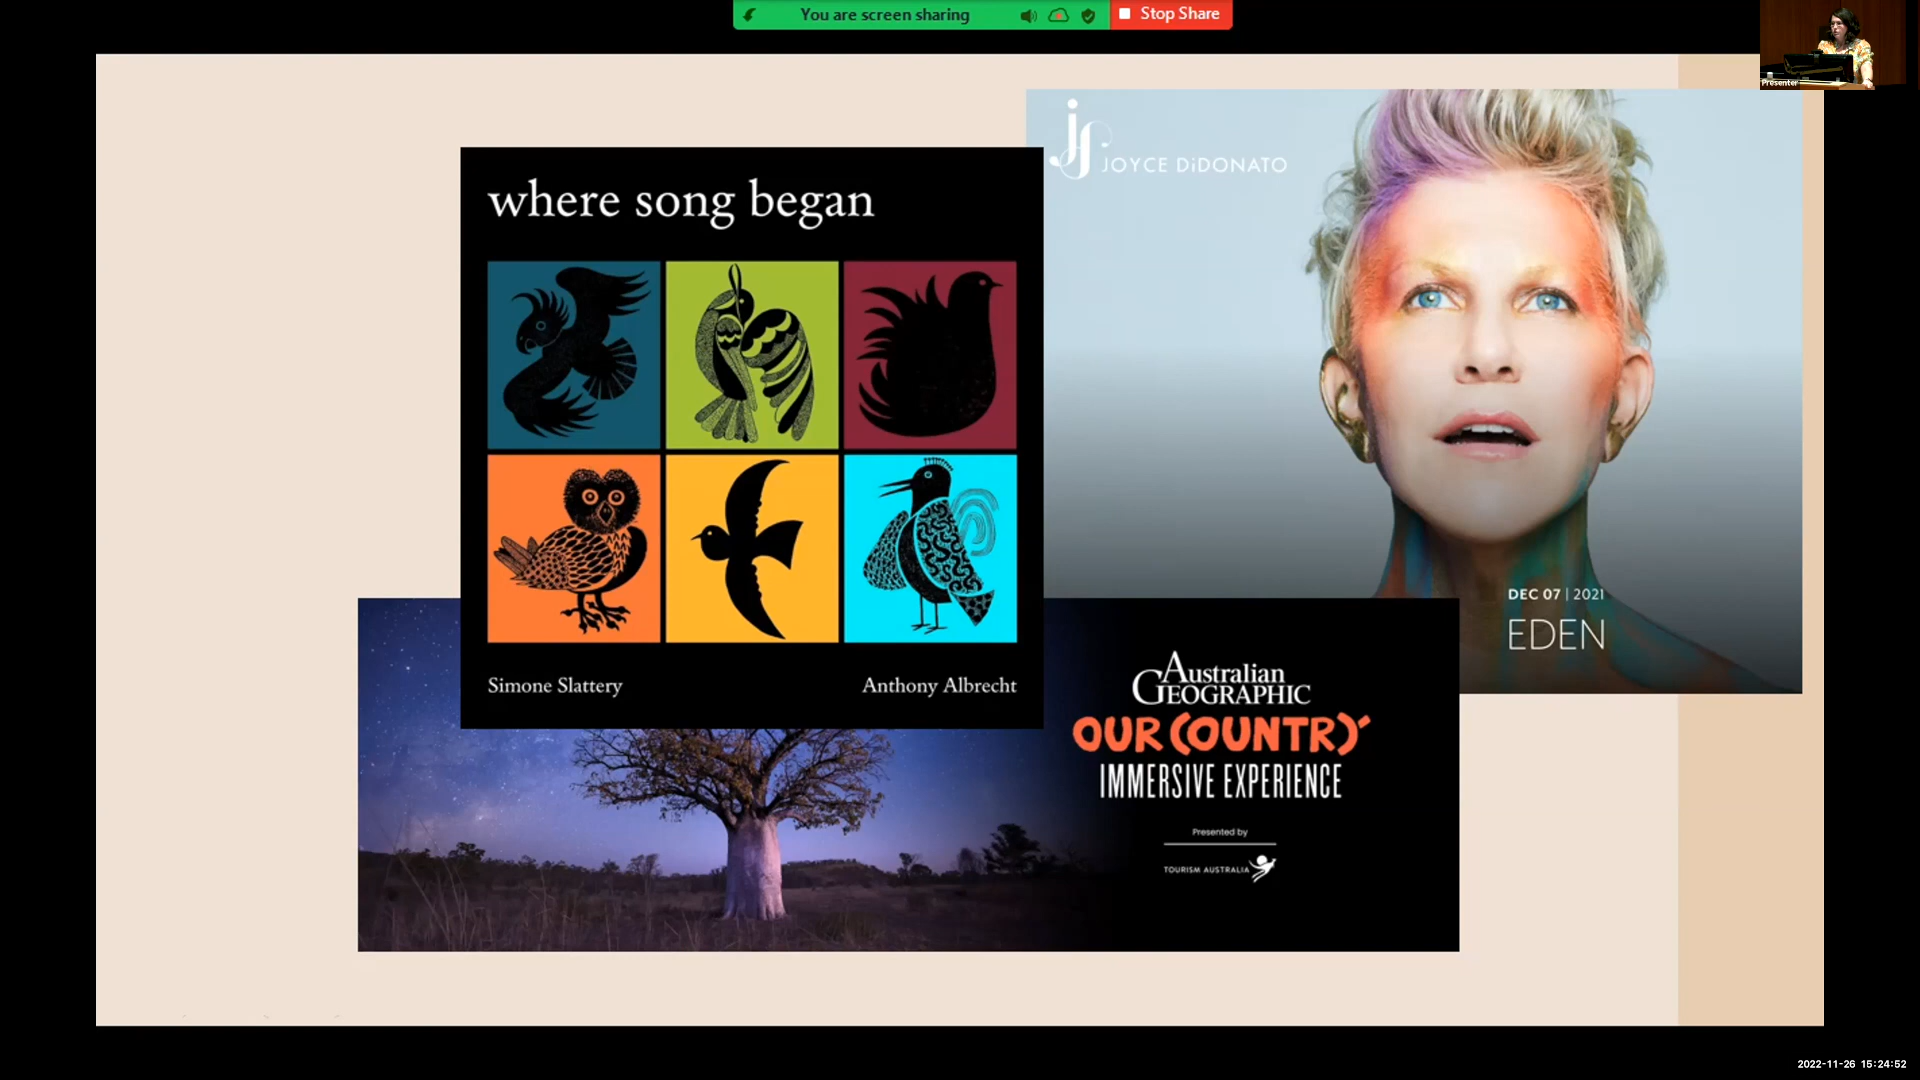 You are screen sharing
Stop Share
Presenter
JOYCE DiDONATO
where song began
DEC 07 | 2021
EDEN
Simone Slattery
Anthony Albrecht
Australian
GEOGRAPHIC
OUR COUNTRY
IMMERSIVE EXPERIENCE
Presented by
TOURISM AUSTRALIA
2022-11-26 15:24:52